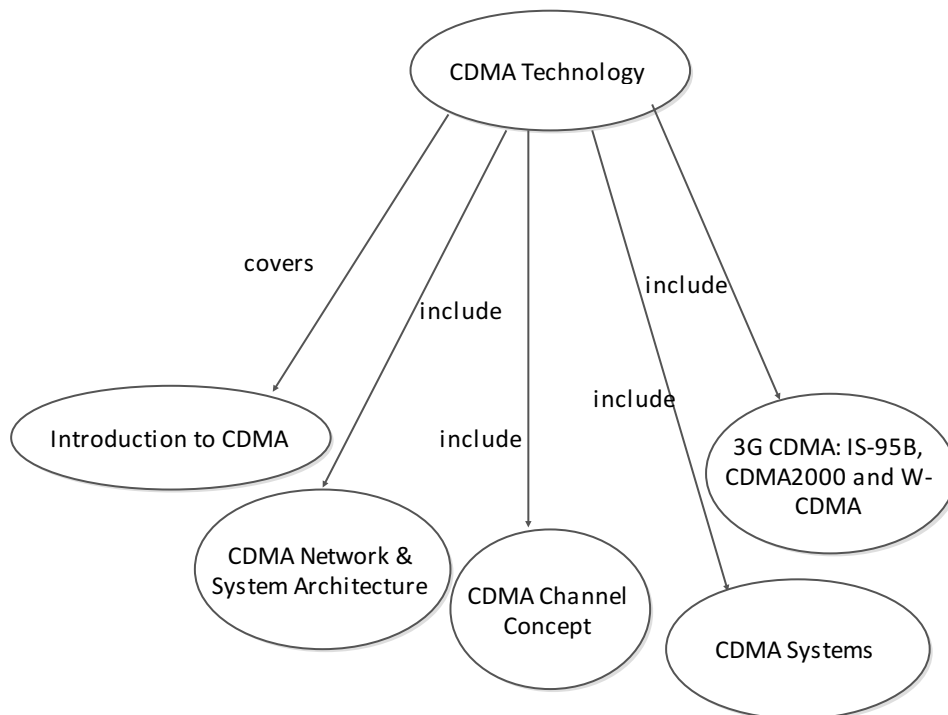 CDMA Technology
covers
include
include
include
include
Introduction to CDMA
3G CDMA: IS-95B,
CDMA2000 and W-
CDMA
CDMA Network &
System Architecture
CDMA Channel
Concept
CDMA Systems